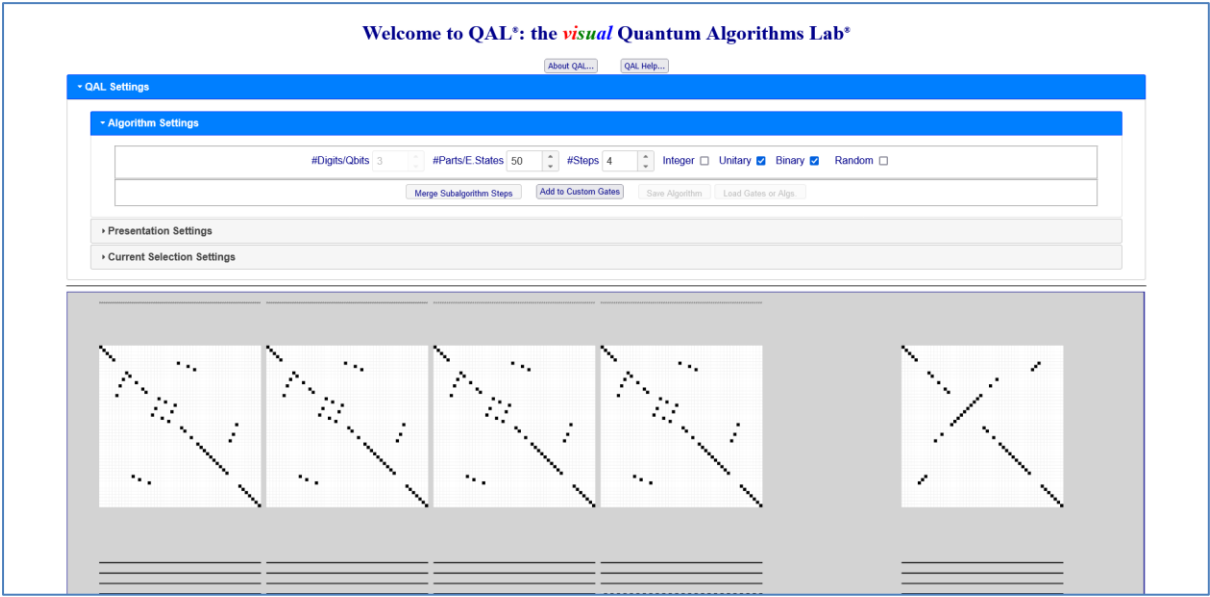 Welcome to QAL®: the visual Quantum Algorithms Lab®
About QAL... QAL Help...
QAL Settings
Algorithm Settings
#Digits/Qbits 3 #Parts/E.States 50 #Steps 4 Integer Unitary Binary Random
Merge Subalgorithm Steps Add to Custom Gates Save Algorithm Load Gates or Algs.
Presentation Settings
Current Selection Settings